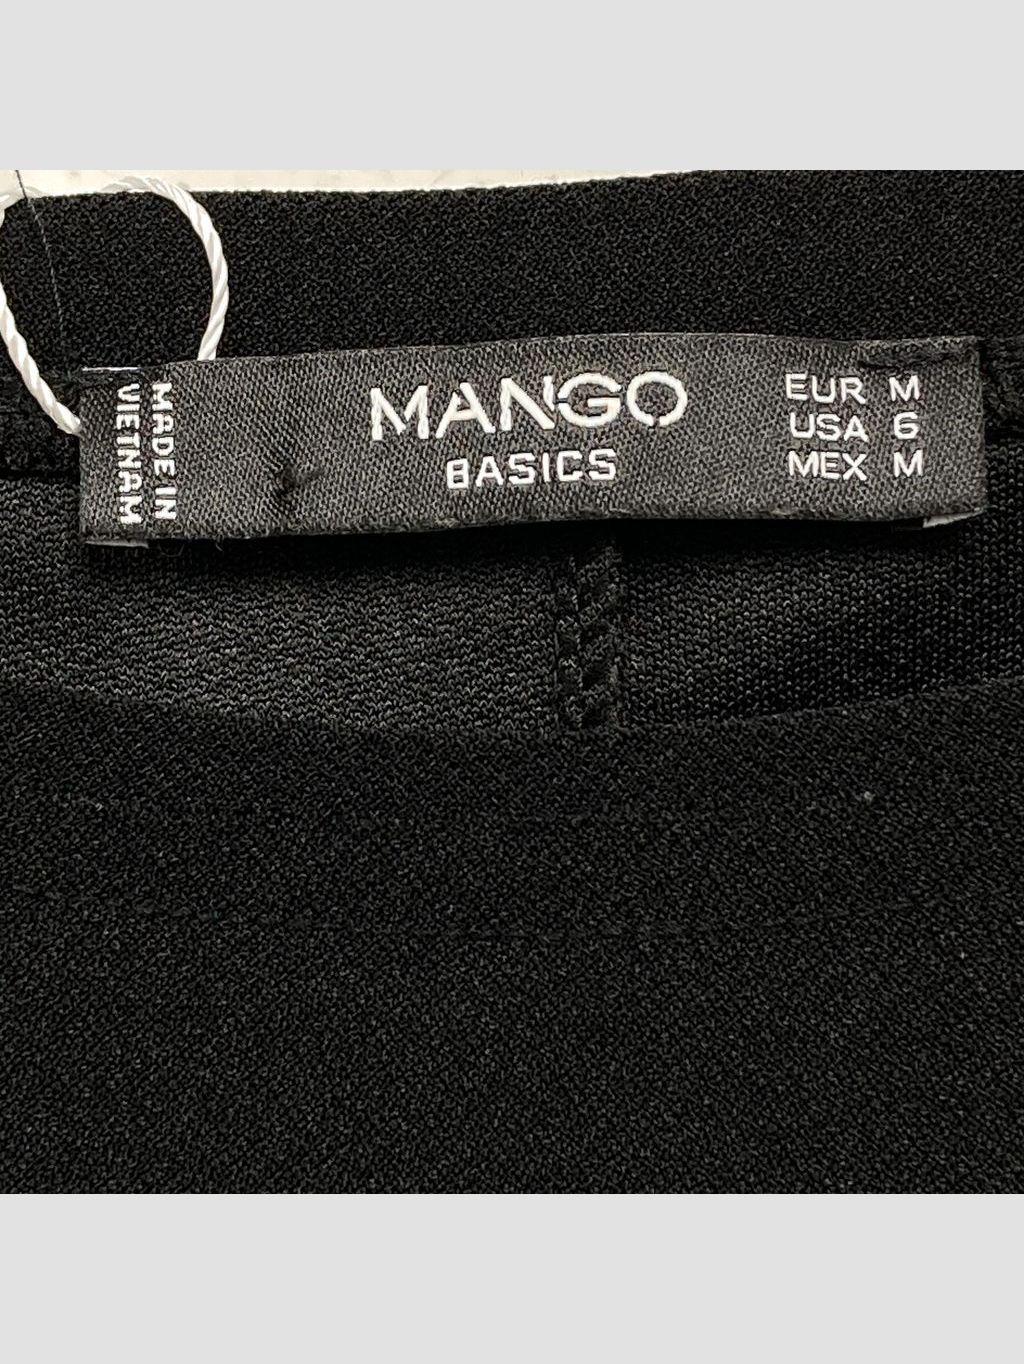 MADE IN
VIETNAM
MANGO
BASICS
EUR M
USA 6
MEX M